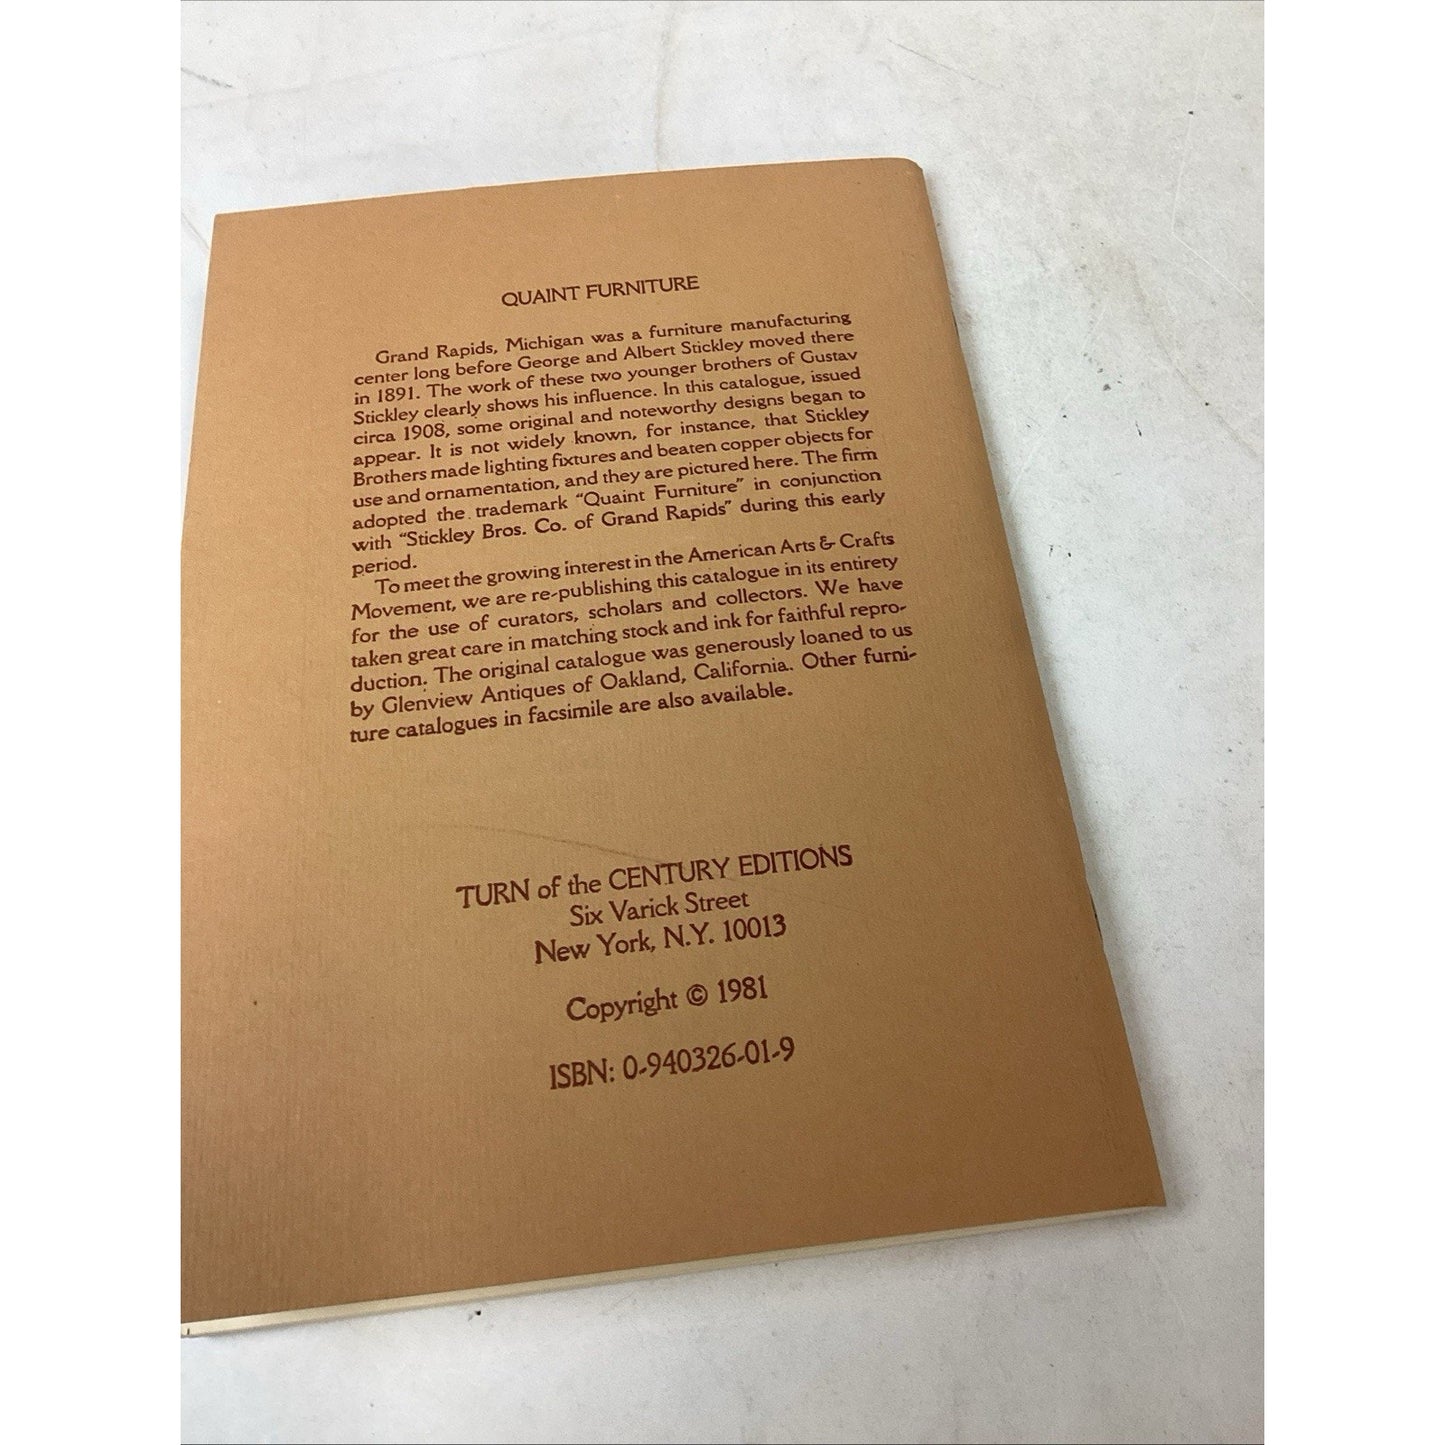 QUAINT FURNITURE
Grand Rapids, Michigan was a furniture manufacturing
center long before George and Albert Stickley moved there
in 1891. The work of these two younger brothers of Gustav
Stickley clearly shows his influence. In this catalogue, issued
circa 1908, some original and noteworthy designs began to
appear. It is not widely known, for instance, that Stickley
Brothers made lighting fixtures and beaten copper objects for
use and ornamentation, and they are pictured here. The firm
adopted the trademark “Quaint Furniture” in conjunction
with “Stickley Bros. Co. of Grand Rapids” during this early
period.
To meet the growing interest in the American Arts & Crafts
Movement, we are re-publishing this catalogue in its entirety
for the use of curators, scholars and collectors. We have
taken great care in matching stock and ink for faithful repro-
duction. The original catalogue was generously loaned to us
by Glenview Antiques of Oakland, California. Other furni-
ture catalogues in facsimile are also available.
TURN of the CENTURY EDITIONS
Six Varick Street
New York, N.Y. 10013
Copyright © 1981
ISBN: 0-940326-01-9